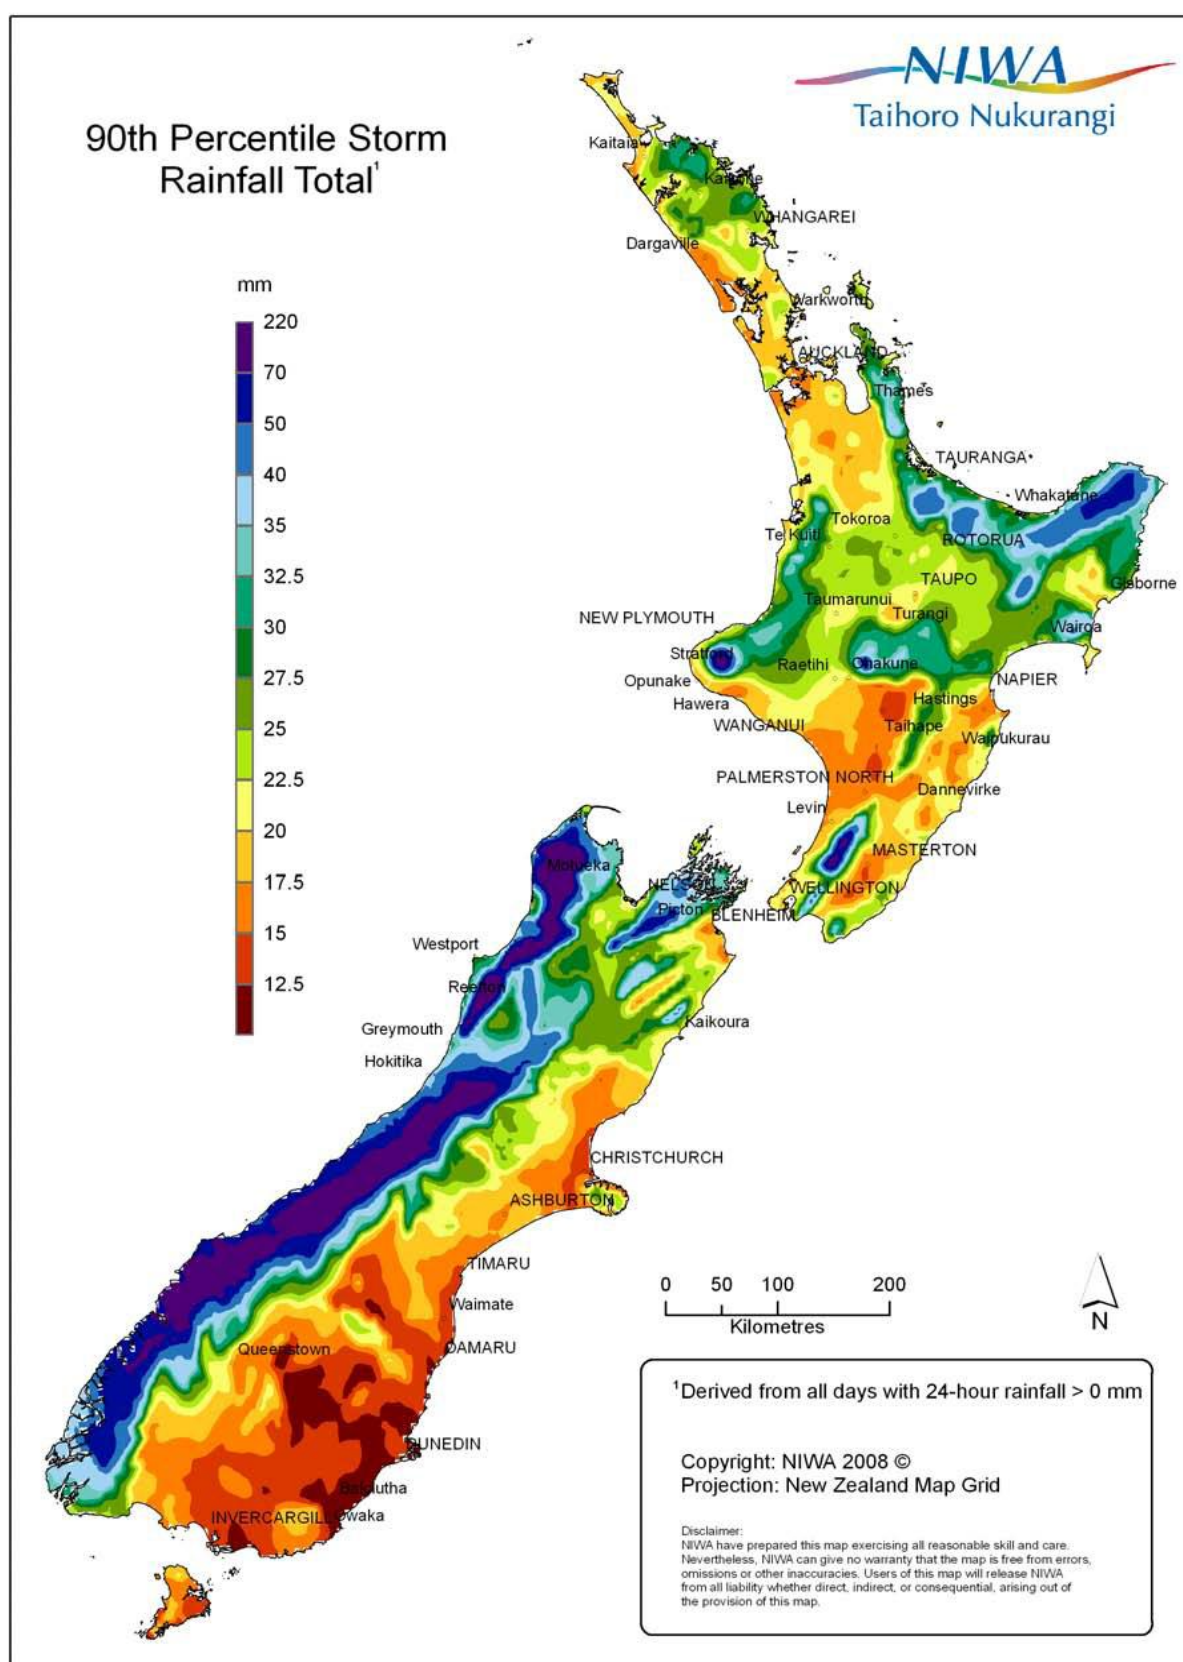 NIWA
Taihoro Nukurangi
90th Percentile Storm
Rainfall Total¹
mm
220
70
50
40
35
32.5
30
27.5
25
22.5
20
17.5
15
12.5
Kaitaia
Kaikohe
WHANGAREI
Dargaville
Warkworth
AUCKLAND
Thames
TAURANGA
Whakatane
Tokoroa
Te Kuiti
ROTORUA
TAUPO
Gisborne
Taumarunui
NEW PLYMOUTH
Turangi
Wairoa
Stratford
Raetihi
Ohakune
Opunake
NAPIER
Hawera
Hastings
WANGANUI
Taihape
Waipukurau
PALMERSTON NORTH
Dannevirke
Levin
MASTERTON
Motueka
NELSON
WELLINGTON
Picton
BLENHEIM
Westport
Reefton
Kaikoura
Greymouth
Hokitika
CHRISTCHURCH
ASHBURTON
TIMARU
Waimate
Queenstown
OAMARU
DUNEDIN
Balclutha
INVERCARGILL
Owaka
0 50 100 200
Kilometres
N
¹Derived from all days with 24-hour rainfall > 0 mm
Copyright: NIWA 2008 ©
Projection: New Zealand Map Grid
Disclaimer:
NIWA have prepared this map exercising all reasonable skill and care.
Nevertheless, NIWA can give no warranty that the map is free from errors,
omissions or other inaccuracies. Users of this map will release NIWA
from all liability whether direct, indirect, or consequential, arising out of
the provision of this map.